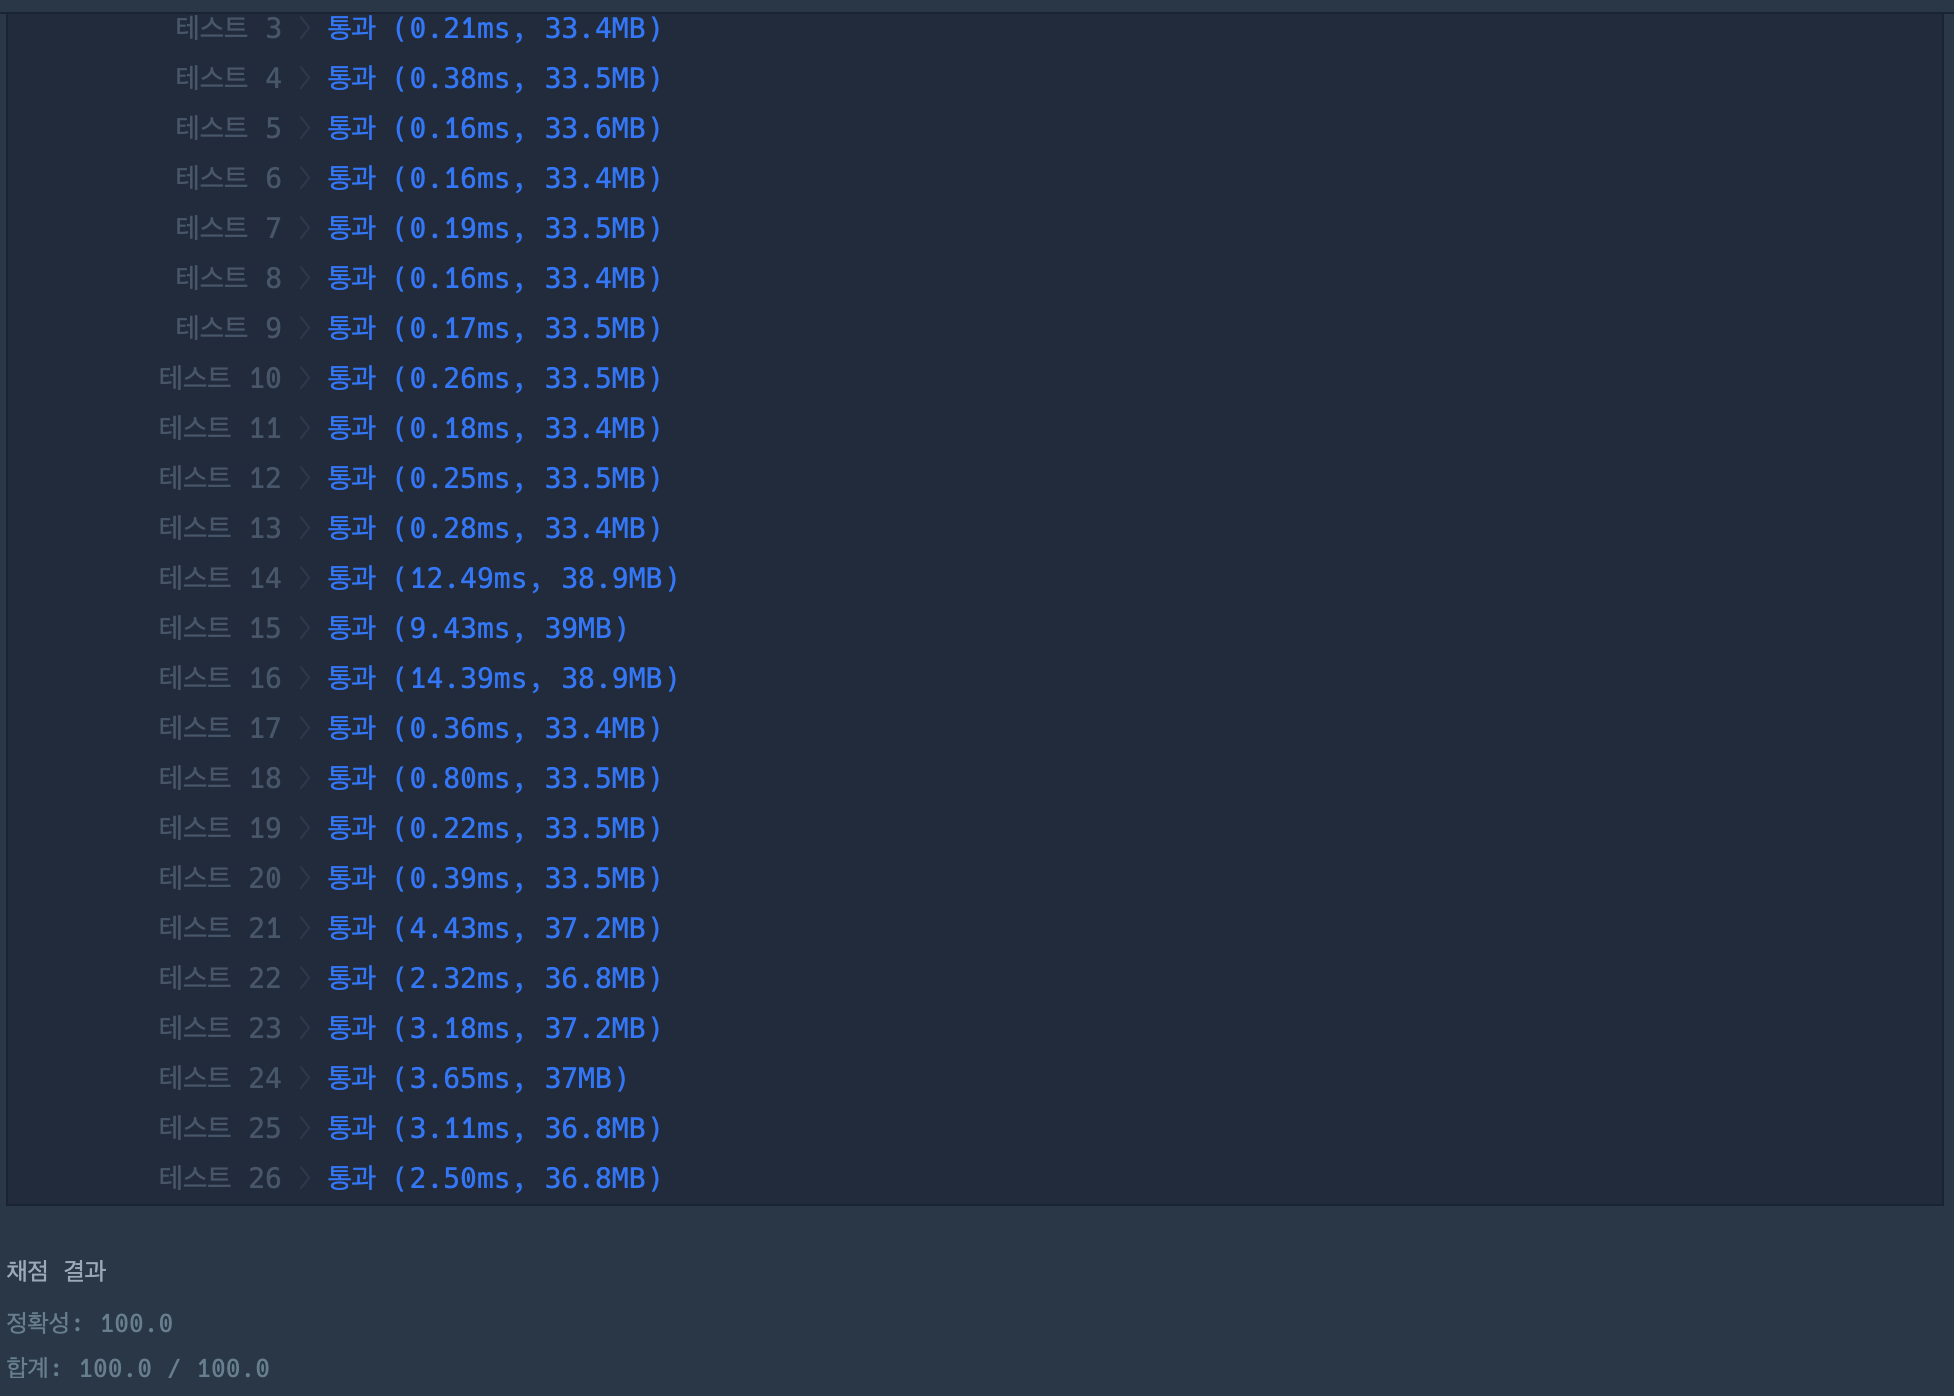 테스트 3 〉 통과 (0.21ms, 33.4MB)
테스트 4 〉 통과 (0.38ms, 33.5MB)
테스트 5 〉 통과 (0.16ms, 33.6MB)
테스트 6 〉 통과 (0.16ms, 33.4MB)
테스트 7 〉 통과 (0.19ms, 33.5MB)
테스트 8 〉 통과 (0.16ms, 33.4MB)
테스트 9 〉 통과 (0.17ms, 33.5MB)
테스트 10 〉 통과 (0.26ms, 33.5MB)
테스트 11 〉 통과 (0.18ms, 33.4MB)
테스트 12 〉 통과 (0.25ms, 33.5MB)
테스트 13 〉 통과 (0.28ms, 33.4MB)
테스트 14 〉 통과 (12.49ms, 38.9MB)
테스트 15 〉 통과 (9.43ms, 39MB)
테스트 16 〉 통과 (14.39ms, 38.9MB)
테스트 17 〉 통과 (0.36ms, 33.4MB)
테스트 18 〉 통과 (0.80ms, 33.5MB)
테스트 19 〉 통과 (0.22ms, 33.5MB)
테스트 20 〉 통과 (0.39ms, 33.5MB)
테스트 21 〉 통과 (4.43ms, 37.2MB)
테스트 22 〉 통과 (2.32ms, 36.8MB)
테스트 23 〉 통과 (3.18ms, 37.2MB)
테스트 24 〉 통과 (3.65ms, 37MB)
테스트 25 〉 통과 (3.11ms, 36.8MB)
테스트 26 〉 통과 (2.50ms, 36.8MB)
채점 결과
정확성: 100.0
합계: 100.0 / 100.0